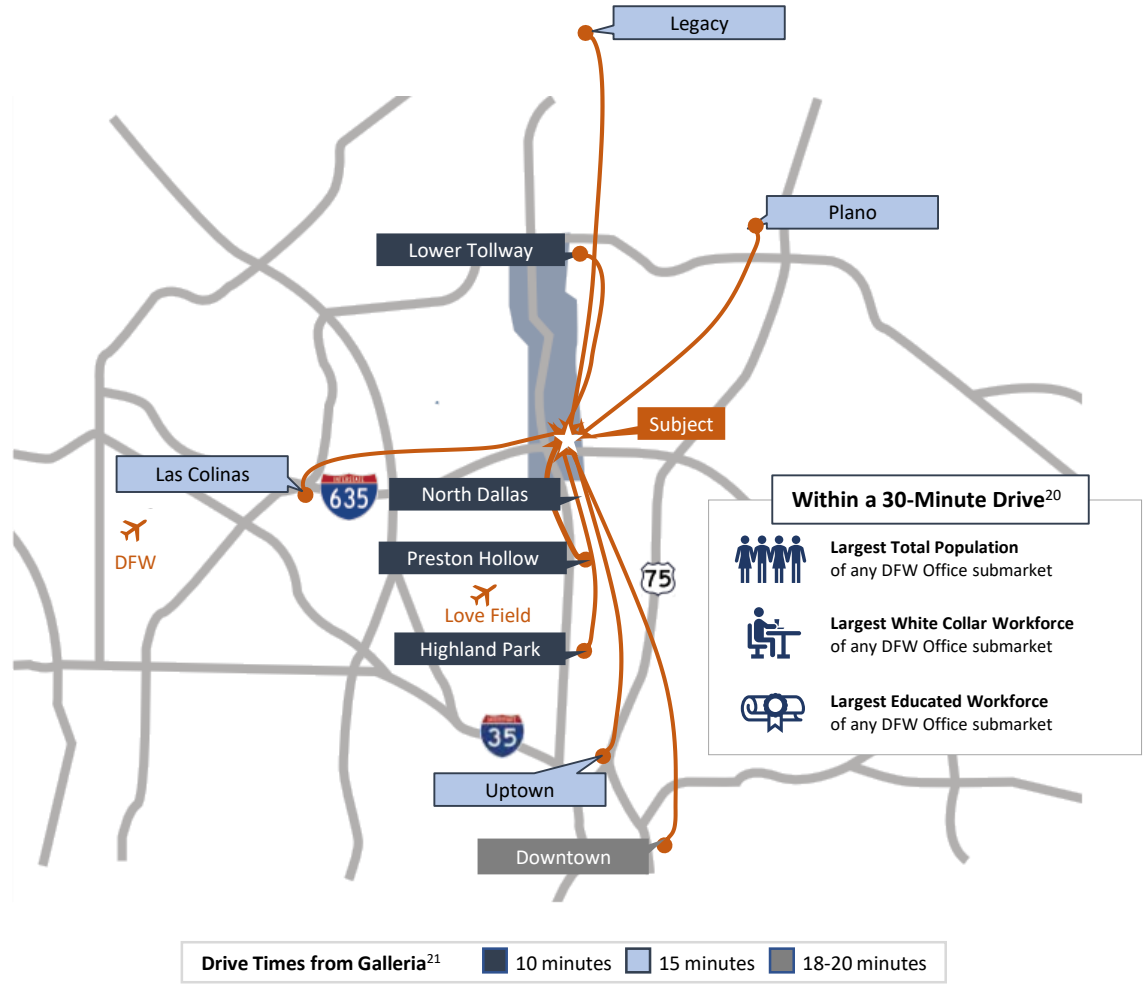 Legacy
Plano
Lower Tollway
Subject
Las Colinas
INTERSTATE
635
North Dallas
Within a 30-Minute Drive20
Largest Total Population
of any DFW Office submarket
DFW
Preston Hollow
75
Love Field
Largest White Collar Workforce
of any DFW Office submarket
Highland Park
Largest Educated Workforce
of any DFW Office submarket
INTERSTATE
35
Uptown
Downtown
Drive Times from Galleria21 10 minutes 15 minutes 18-20 minutes